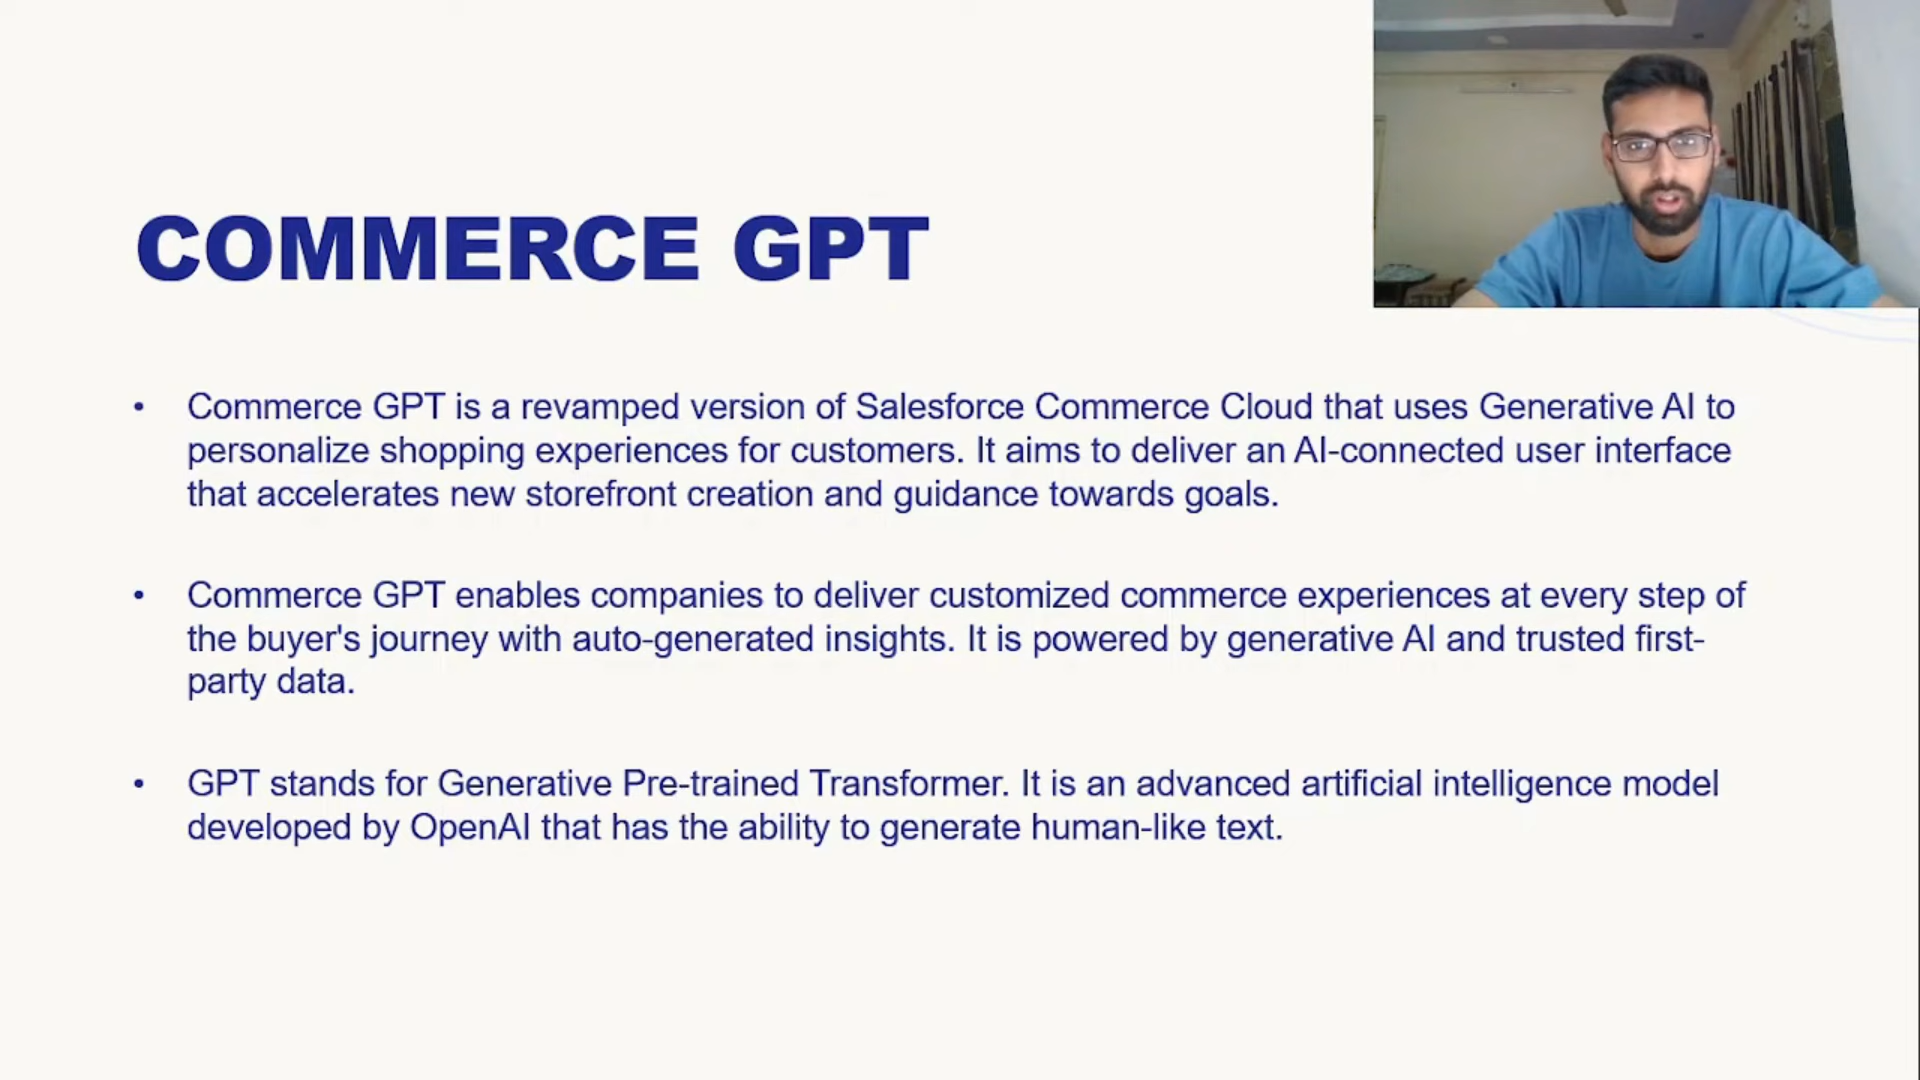 COMMERCE GPT
• Commerce GPT is a revamped version of Salesforce Commerce Cloud that uses Generative AI to
personalize shopping experiences for customers. It aims to deliver an AI-connected user interface
that accelerates new storefront creation and guidance towards goals.
• Commerce GPT enables companies to deliver customized commerce experiences at every step of
the buyer's journey with auto-generated insights. It is powered by generative AI and trusted first-
party data.
• GPT stands for Generative Pre-trained Transformer. It is an advanced artificial intelligence model
developed by OpenAI that has the ability to generate human-like text.